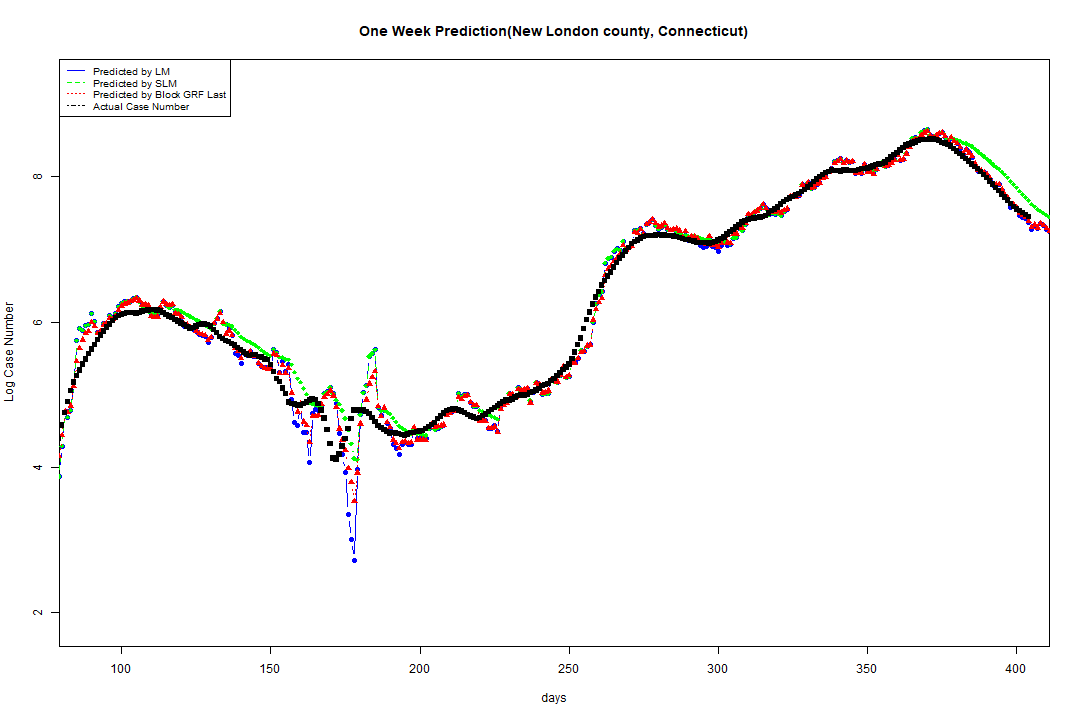 One Week Prediction(New London county, Connecticut)
Predicted by LM
Predicted by SLM
Predicted by Block GRF Last
Actual Case Number
Log Case Number
8
6
4
2
100 150 200 250 300 350 400
days